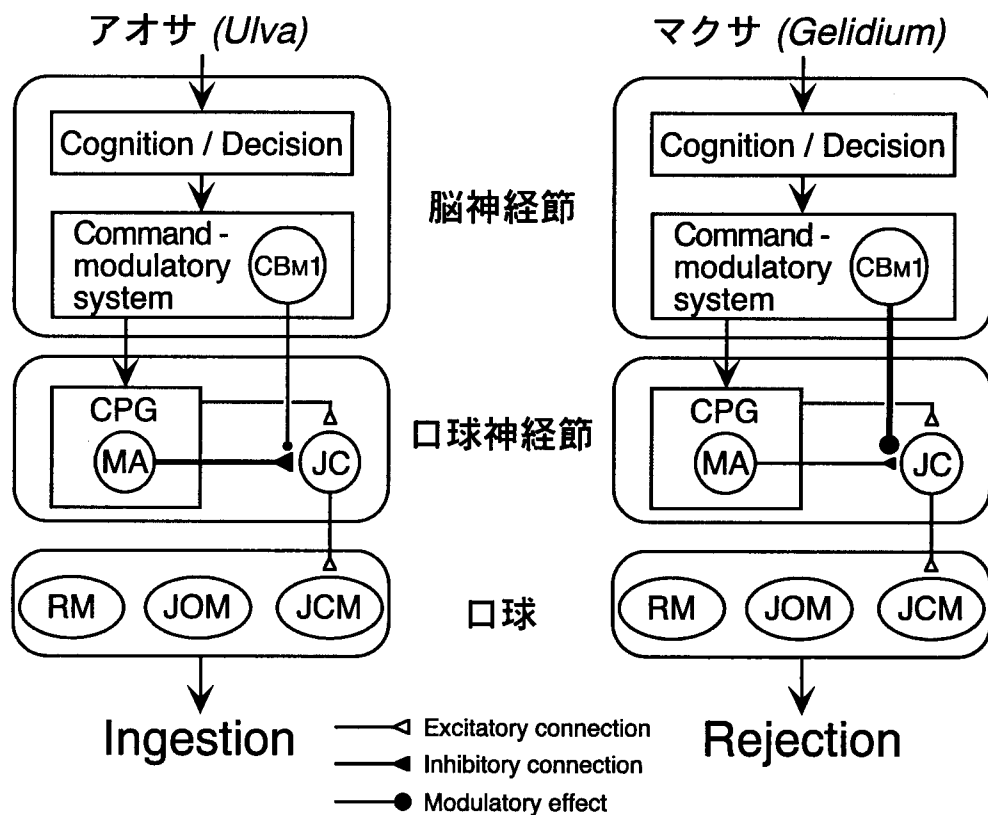 アオサ (Ulva)
Cognition / Decision
Command-
modulatory
system
CBM1
CPG
MA
JC
RM
JOM
JCM
Ingestion
脳神経節
口球神経節
口球
マクサ (Gelidium)
Cognition / Decision
Command-
modulatory
system
CBM1
CPG
MA
JC
RM
JOM
JCM
Rejection
Excitatory connection
Inhibitory connection
Modulatory effect